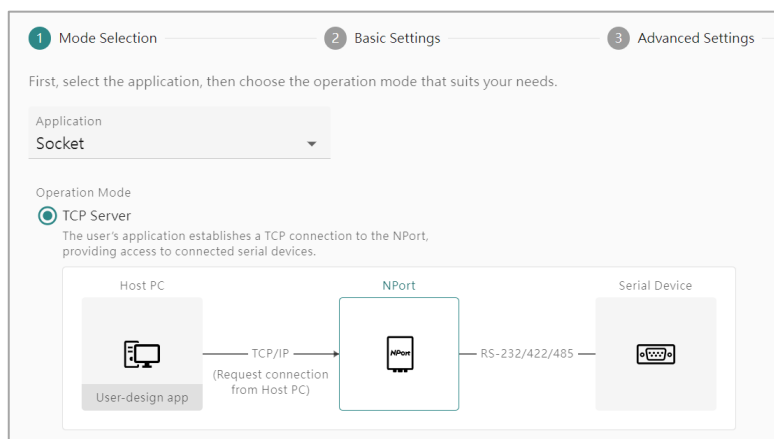 1 Mode Selection 2 Basic Settings 3 Advanced Settings
First, select the application, then choose the operation mode that suits your needs.
Application
Socket
Operation Mode
TCP Server
The user's application establishes a TCP connection to the NPort,
providing access to connected serial devices.
Host PC NPort Serial Device
NPort
TCP/IP RS-232/422/485
(Request connection
from Host PC)
User-design app